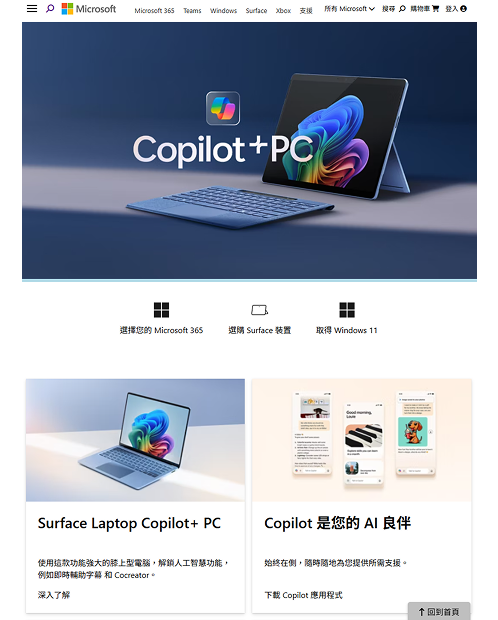 Microsoft
Microsoft 365 Teams Windows Surface Xbox 支援
所有 Microsoft 搜尋 購物車 登入
Copilot+PC
選擇您的 Microsoft 365 選購 Surface 裝置 取得 Windows 11
Good morning,
Louie
Surface Laptop Copilot+ PC
使用這款功能強大的膝上型電腦，解鎖人工智慧功能，
例如即時輔助字幕 和 Cocreator。
深入了解
Copilot 是您的 AI 良伴
始終在側，隨時隨地為您提供所需支援。
下載 Copilot 應用程式
回到首頁